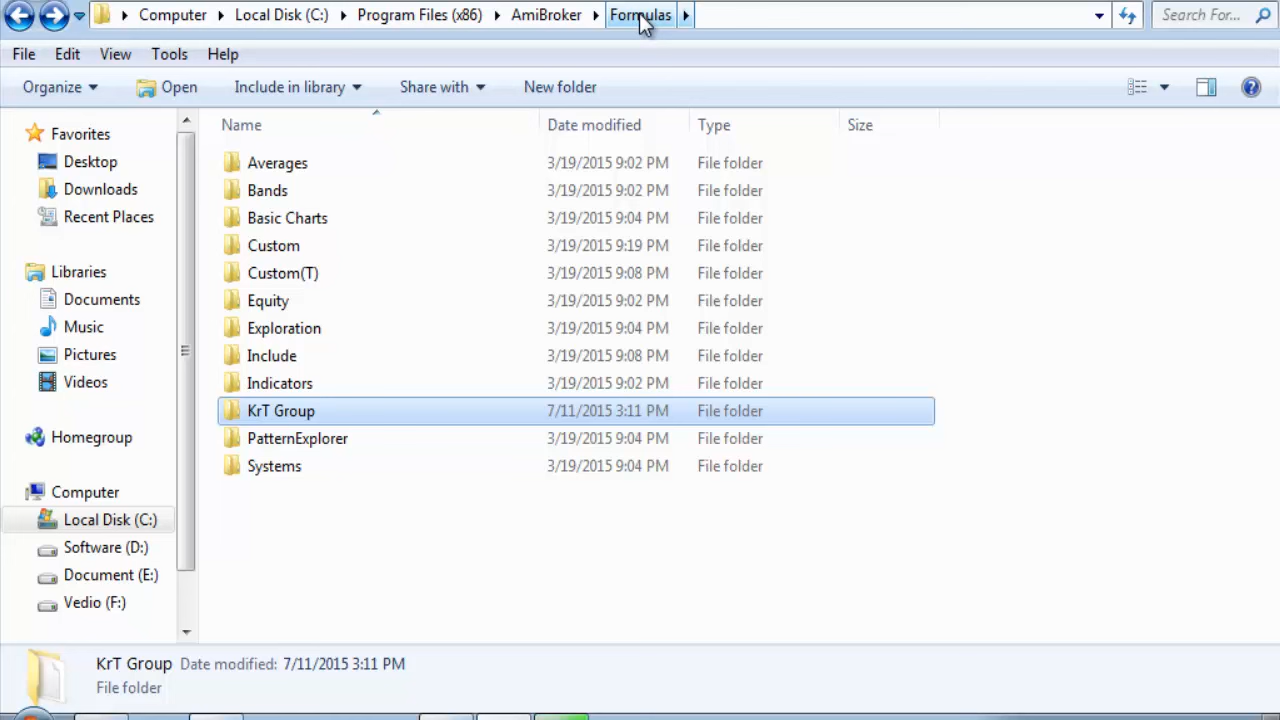 Computer Local Disk (C:) Program Files (x86) AmiBroker Formulas Search For...
File Edit View Tools Help
Organize Open Include in library Share with New folder
Name Date modified Type Size
Favorites
Desktop
Downloads
Recent Places
Libraries
Documents
Music
Pictures
Videos
Homegroup
Computer
Local Disk (C:)
Software (D:)
Document (E:)
Vedio (F:)
Averages 3/19/2015 9:02 PM File folder
Bands 3/19/2015 9:02 PM File folder
Basic Charts 3/19/2015 9:04 PM File folder
Custom 3/19/2015 9:19 PM File folder
Custom(T) 3/19/2015 9:08 PM File folder
Equity 3/19/2015 9:02 PM File folder
Exploration 3/19/2015 9:04 PM File folder
Include 3/19/2015 9:08 PM File folder
Indicators 3/19/2015 9:02 PM File folder
KrT Group 7/11/2015 3:11 PM File folder
PatternExplorer 3/19/2015 9:04 PM File folder
Systems 3/19/2015 9:04 PM File folder
KrT Group Date modified: 7/11/2015 3:11 PM
File folder